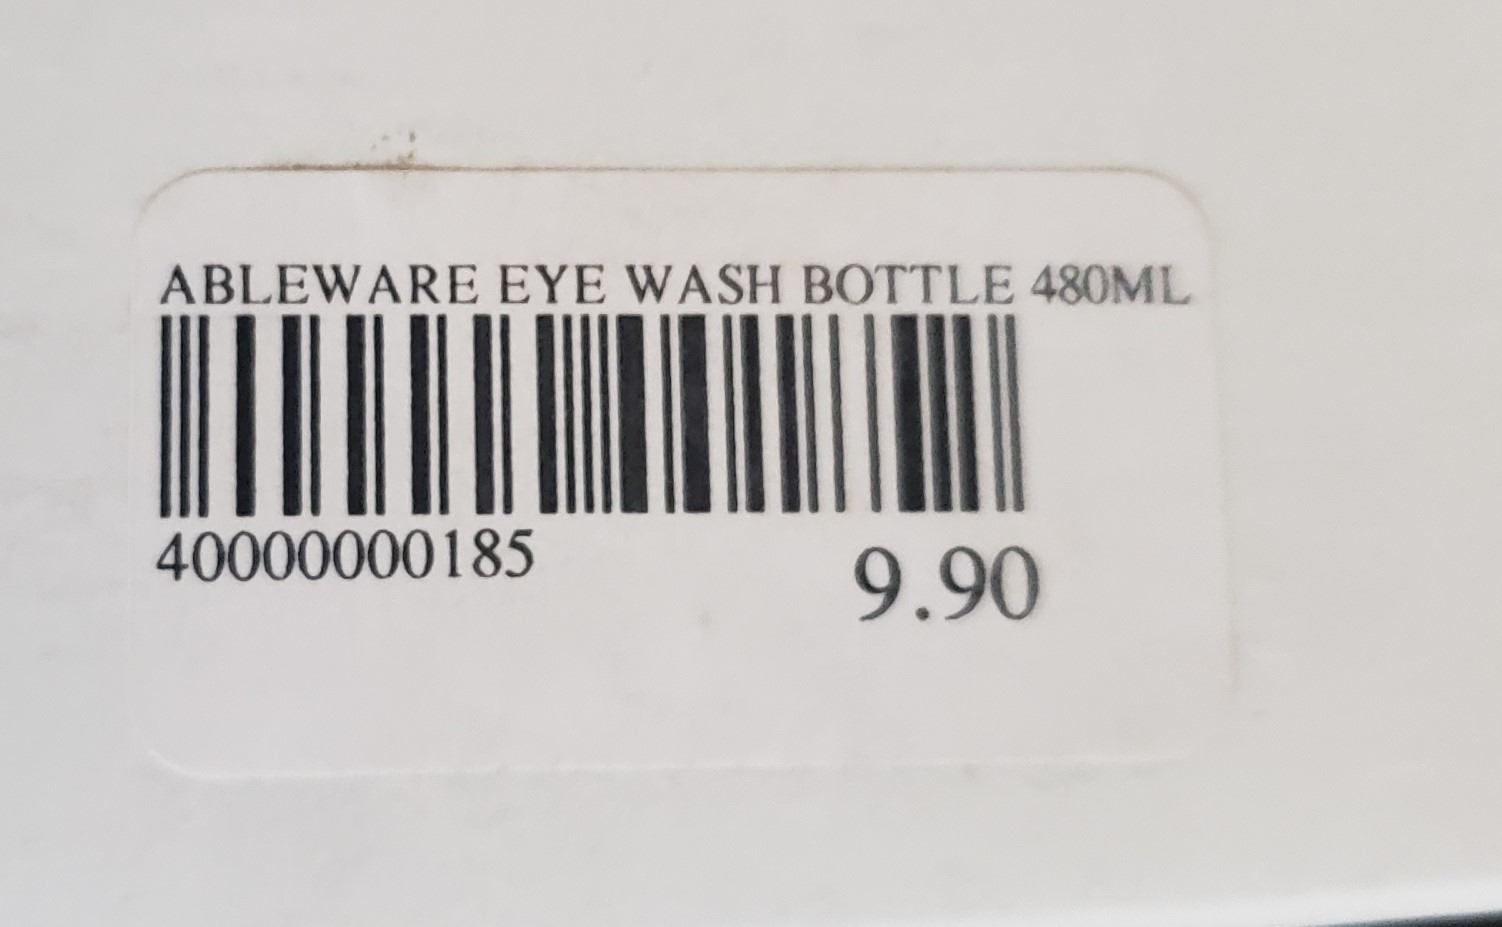 ABLEWARE EYE WASH BOTTLE 480ML
40000000185
9.90